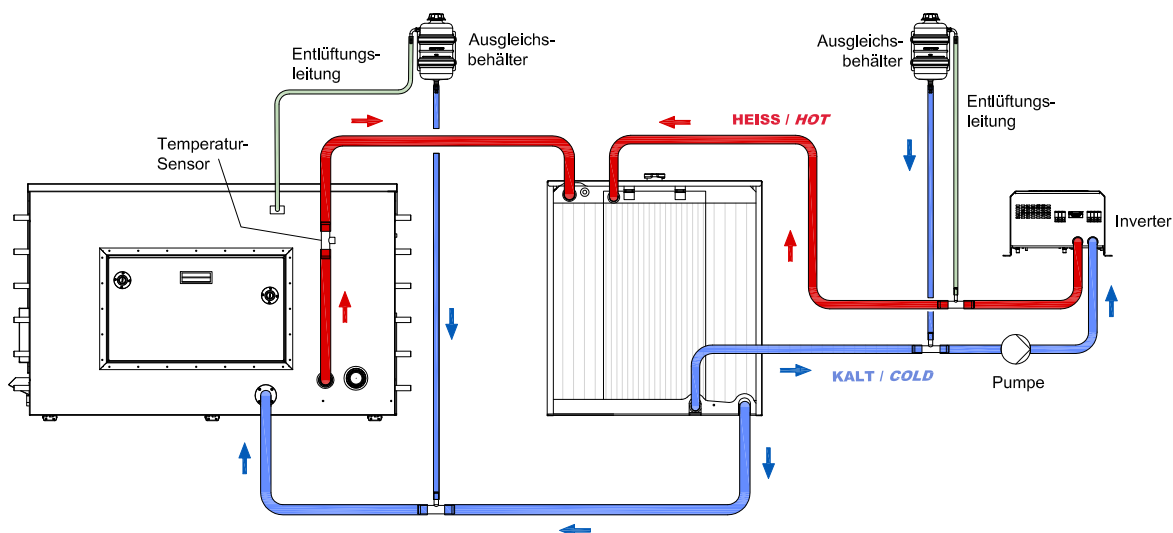 Entlüftungs-
leitung
Ausgleichs-
behälter
Ausgleichs-
behälter
Entlüftungs-
leitung
HEISS / HOT
Temperatur-
Sensor
Inverter
KALT / COLD
Pumpe